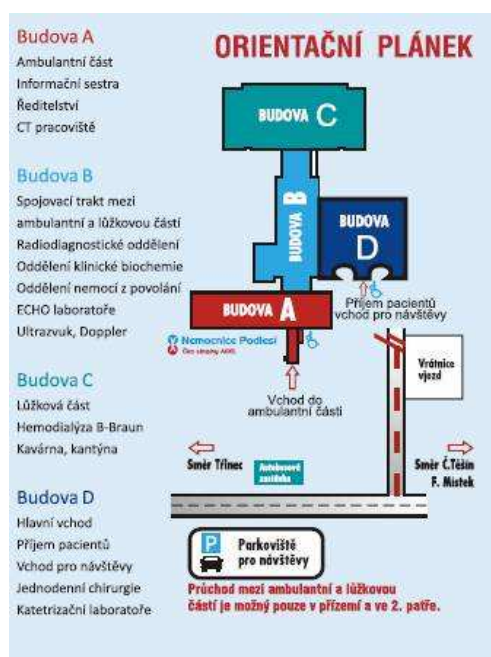 Budova A
Ambulantní část
Informační sestra
Ředitelství
CT pracoviště
Budova B
Spojovací trakt mezi
ambulantní a lůžkovou částí
Radiodiagnostické oddělení
Oddělení klinické biochemie
Oddělení nemocí z povolání
ECHO laboratoře
Ultrazvuk, Doppler
Budova C
Lůžková část
Hemodialýza B-Braun
Kavárna, kantýna
Budova D
Hlavní vchod
Příjem pacientů
Vchod pro návštěvy
Jednodenní chirurgie
Katetrizační laboratoře
ORIENTAČNÍ PLÁNEK
BUDOVA C
BUDOVA B
BUDOVA
D
BUDOVA A
Příjem pacientů
vchod pro návštěvy
Nemocnice Podlesí
Člen skupiny AGEL
Vrátnice
vjezd
Vchod do
ambulantní části
Směr Třinec
Autobusová
zastávka
Směr Č.Těšín
F. Místek
P
Parkoviště
pro návštěvy
Průchod mezi ambulantní a lůžkovou
částí je možný pouze v přízemí a ve 2. patře.